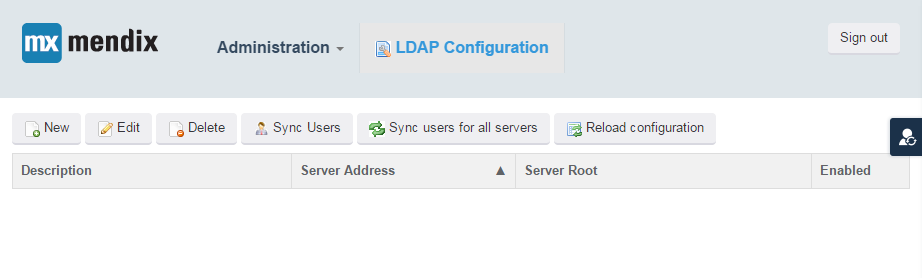 mx mendix
Administration
LDAP Configuration
Sign out
New
Edit
Delete
Sync Users
Sync users for all servers
Reload configuration
Description
Server Address
Server Root
Enabled